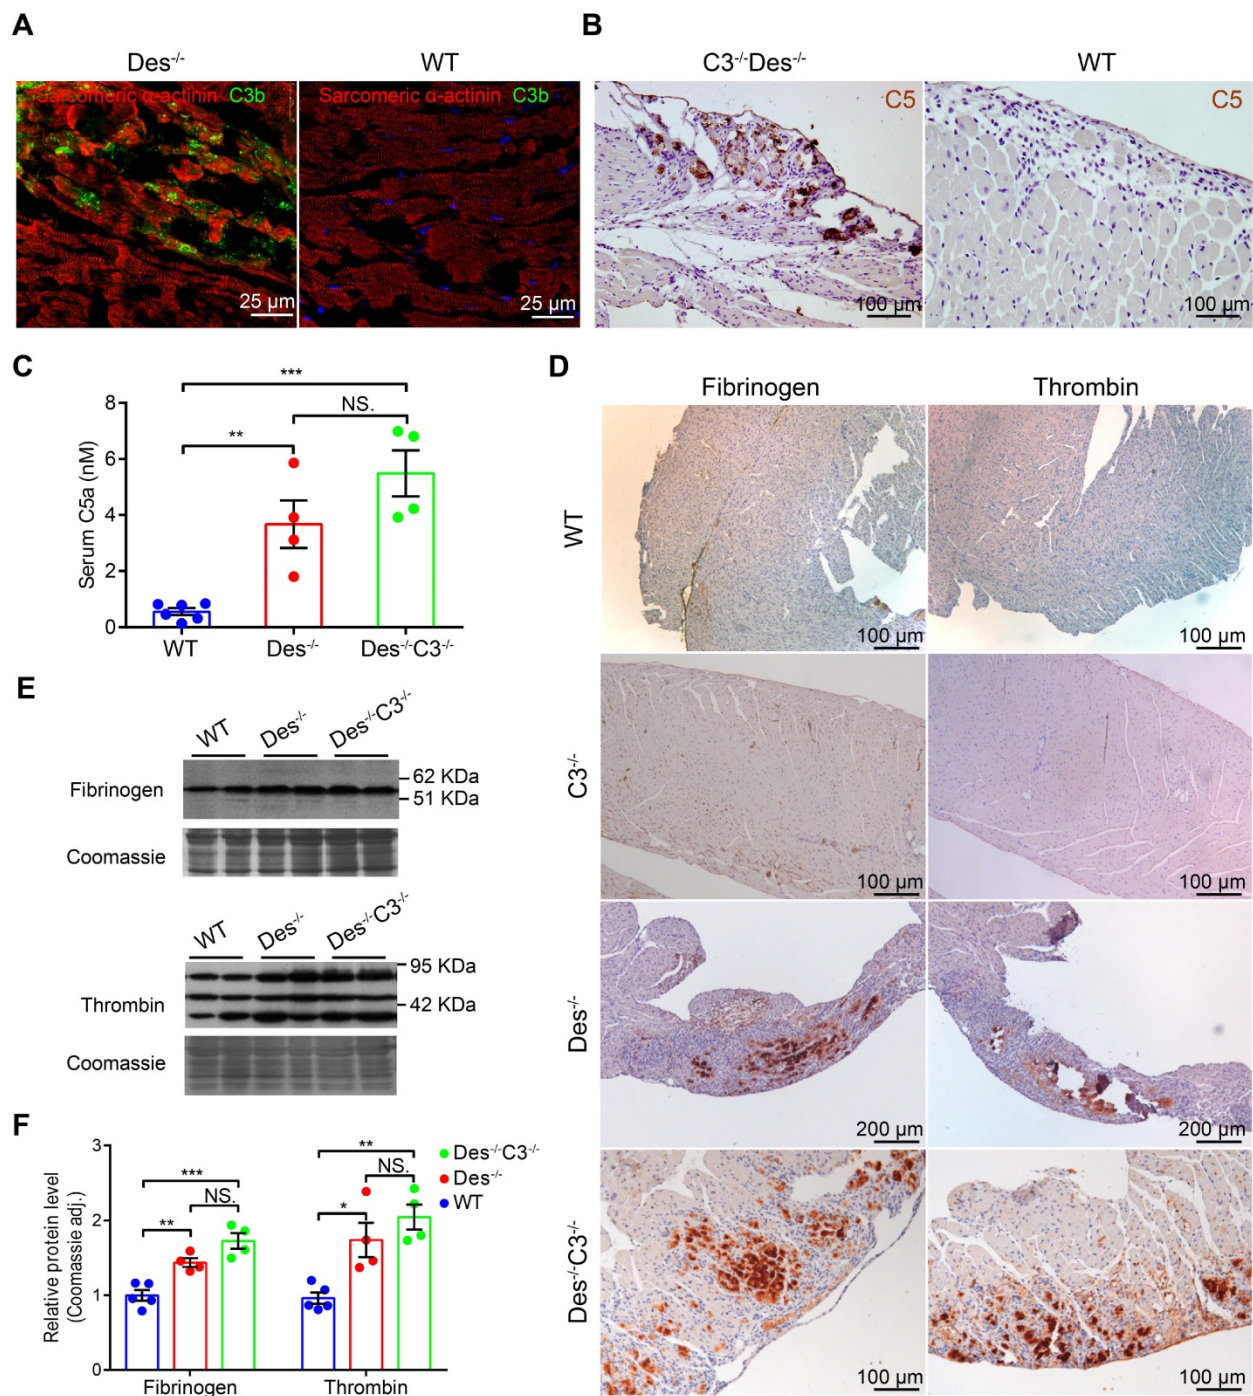 A
Des-/-
WT
Sarcomeric α-actinin C3b
Sarcomeric α-actinin C3b
25 µm
25 µm
B
C3-/-Des-/-
WT
C5
C5
100 µm
100 µm
C
***
NS.
**
8
6
4
2
0
Serum C5a (nM)
WT
Des-/-
Des-/-C3-/-
D
Fibrinogen
Thrombin
WT
100 µm
100 µm
C3-/-
100 µm
100 µm
Des-/-
200 µm
200 µm
Des-/-C3-/-
100 µm
100 µm
E
WT
Des-/-
Des-/-C3-/-
Fibrinogen
62 KDa
51 KDa
Coomassie
WT
Des-/-
Des-/-C3-/-
95 KDa
Thrombin
42 KDa
Coomassie
F
3
2
1
0
Relative protein level
(Coomassie adj.)
***
NS.
**
**
NS.
*
Des-/-C3-/-
Des-/-
WT
Fibrinogen
Thrombin